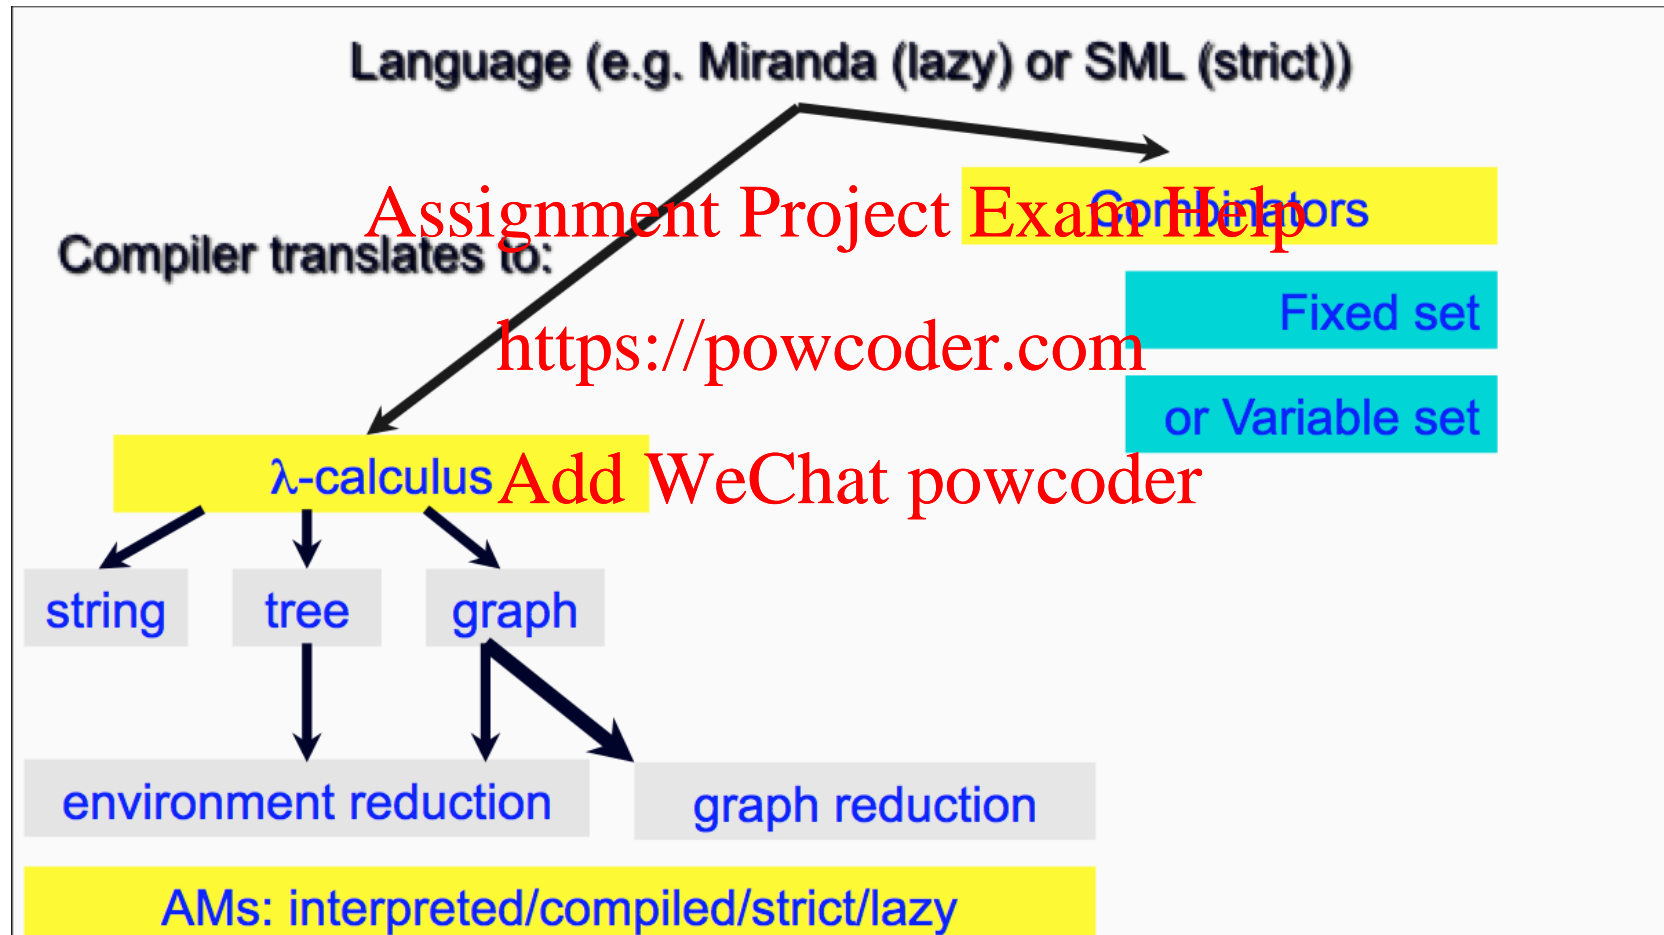 Language (e.g. Miranda (lazy) or SML (strict))
Assignment Project Exam Help
Combinators
Compiler translates to:
Fixed set
https://powcoder.com
or Variable set
λ-calculus
Add WeChat powcoder
string
tree
graph
environment reduction
graph reduction
AMs: interpreted/compiled/strict/lazy